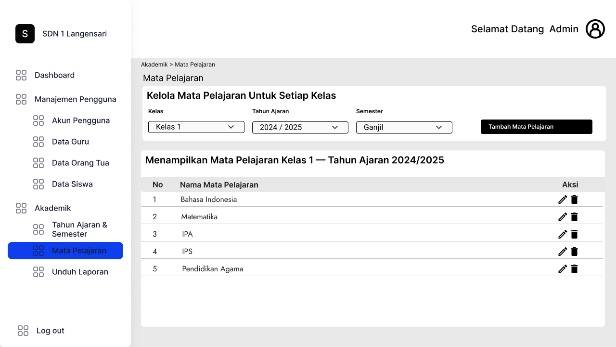 S SDN 1 Langensari
Selamat Datang Admin
Dashboard
Manajemen Pengguna
Akun Pengguna
Data Guru
Data Orang Tua
Data Siswa
Akademik
Tahun Ajaran &
Semester
Mata Pelajaran
Unduh Laporan
Log out
Akademik > Mata Pelajaran
Mata Pelajaran
Kelola Mata Pelajaran Untuk Setiap Kelas
Kelas Tahun Ajaran Semester
Kelas 1 2024 / 2025 Ganjil Tambah Mata Pelajaran
Menampilkan Mata Pelajaran Kelas 1 — Tahun Ajaran 2024/2025
No Nama Mata Pelajaran Aksi
1 Bahasa Indonesia
2 Matematika
3 IPA
4 IPS
5 Pendidikan Agama